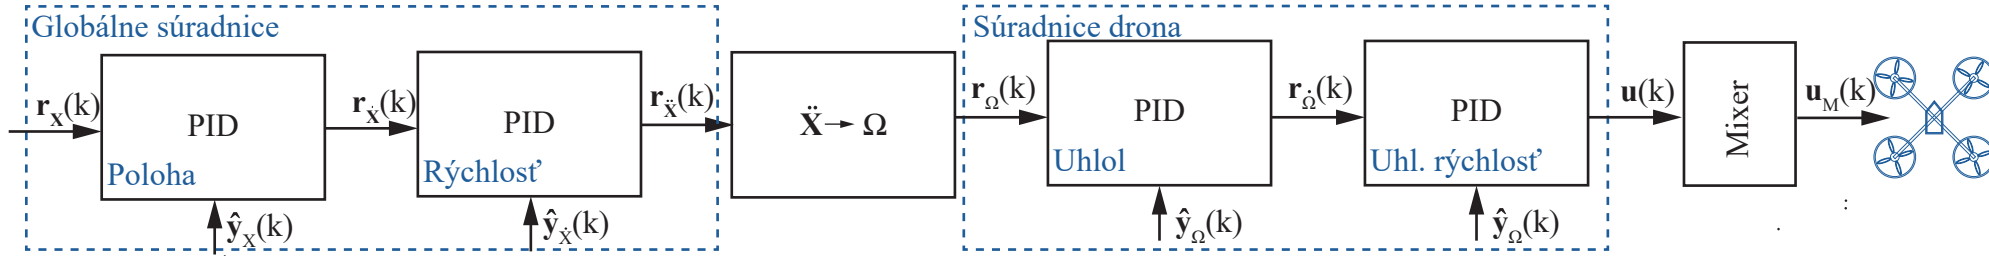 Globálne súradnice
r_X(k)
PID
Poloha
ŷ_X(k)
r_Ẋ(k)
PID
Rýchlosť
ŷ_Ẋ(k)
r_Ẍ(k)
Ẍ→ Ω
Súradnice drona
r_Ω(k)
PID
Uhlol
ŷ_Ω(k)
r_Ω̇(k)
PID
Uhl. rýchlosť
ŷ_Ω(k)
u(k)
Mixer
u_M(k)